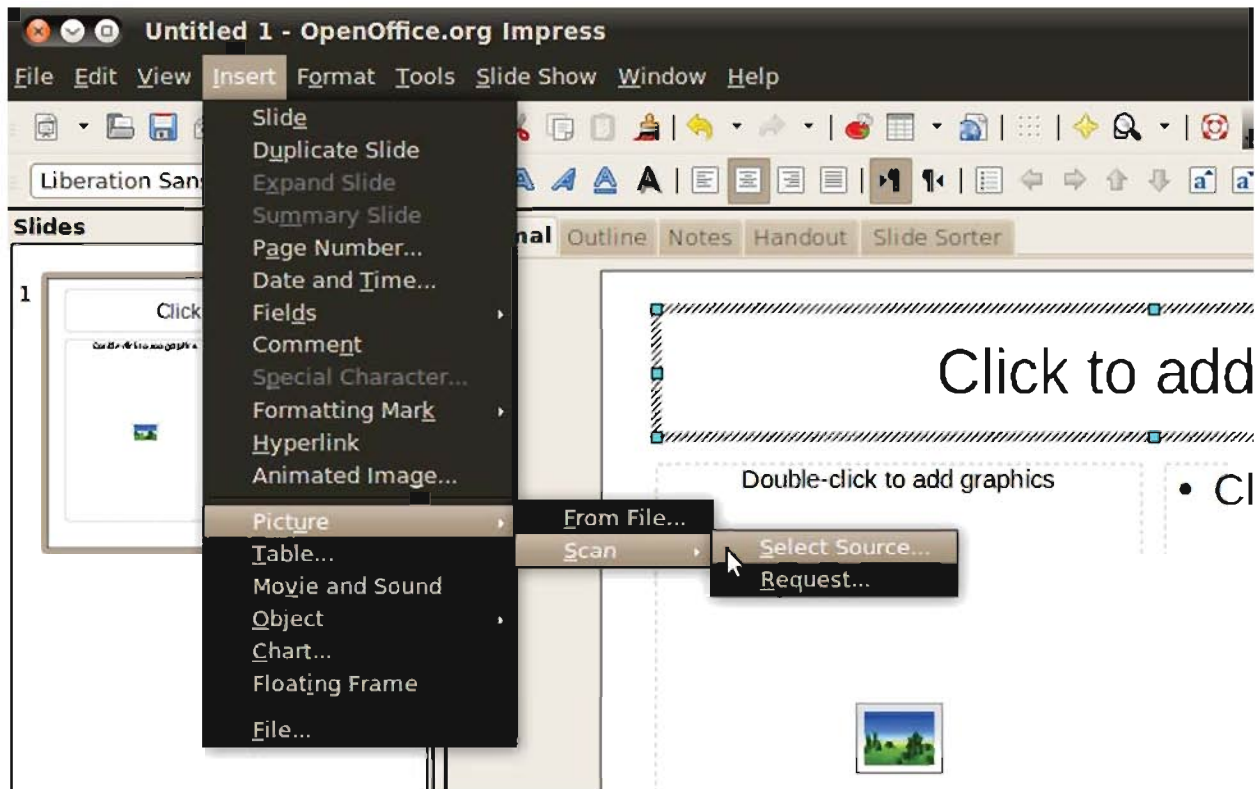 Untitled 1 - OpenOffice.org Impress
File Edit View Insert Format Tools Slide Show Window Help
Slide
Duplicate Slide
Expand Slide
Summary Slide
Page Number...
Date and Time...
Fields
Comment
Special Character...
Formatting Mark
Hyperlink
Animated Image...
Picture
Table...
Movie and Sound
Object
Chart...
Floating Frame
File...
From File...
Scan
Select Source...
Request...
Liberation Sans
Slides
1
Click
nal Outline Notes Handout Slide Sorter
Click to add
Double-click to add graphics
• Cl